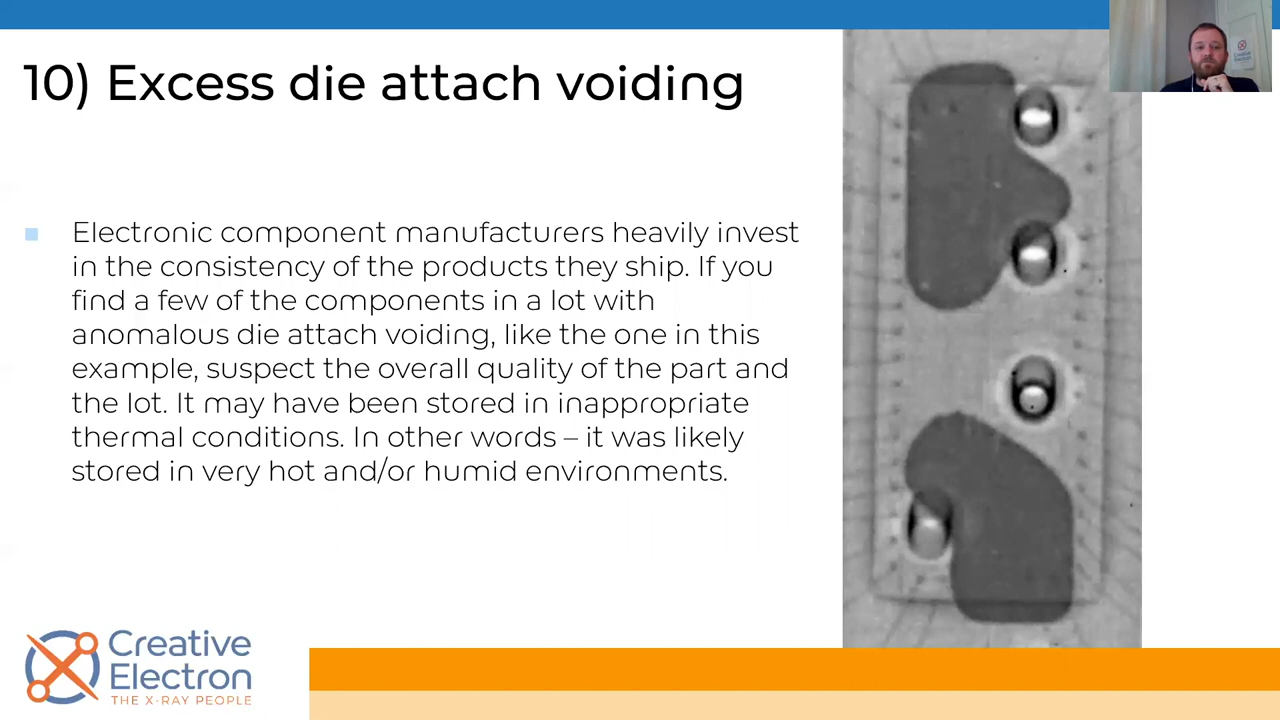 10) Excess die attach voiding
Electronic component manufacturers heavily invest
in the consistency of the products they ship. If you
find a few of the components in a lot with
anomalous die attach voiding, like the one in this
example, suspect the overall quality of the part and
the lot. It may have been stored in inappropriate
thermal conditions. In other words – it was likely
stored in very hot and/or humid environments.
Creative
Electron
THE X-RAY PEOPLE